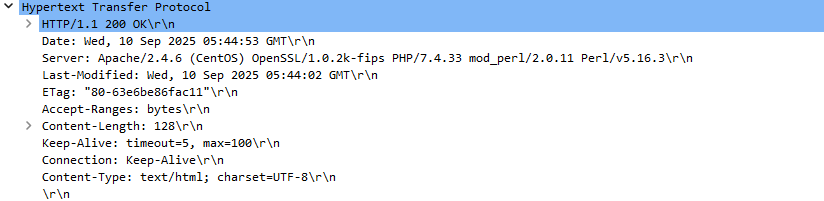 Hypertext Transfer Protocol
HTTP/1.1 200 OK\r\n
Date: Wed, 10 Sep 2025 05:44:53 GMT\r\n
Server: Apache/2.4.6 (CentOS) OpenSSL/1.0.2k-fips PHP/7.4.33 mod_perl/2.0.11 Perl/v5.16.3\r\n
Last-Modified: Wed, 10 Sep 2025 05:44:02 GMT\r\n
ETag: "80-63e6be86fac11"\r\n
Accept-Ranges: bytes\r\n
Content-Length: 128\r\n
Keep-Alive: timeout=5, max=100\r\n
Connection: Keep-Alive\r\n
Content-Type: text/html; charset=UTF-8\r\n
\r\n